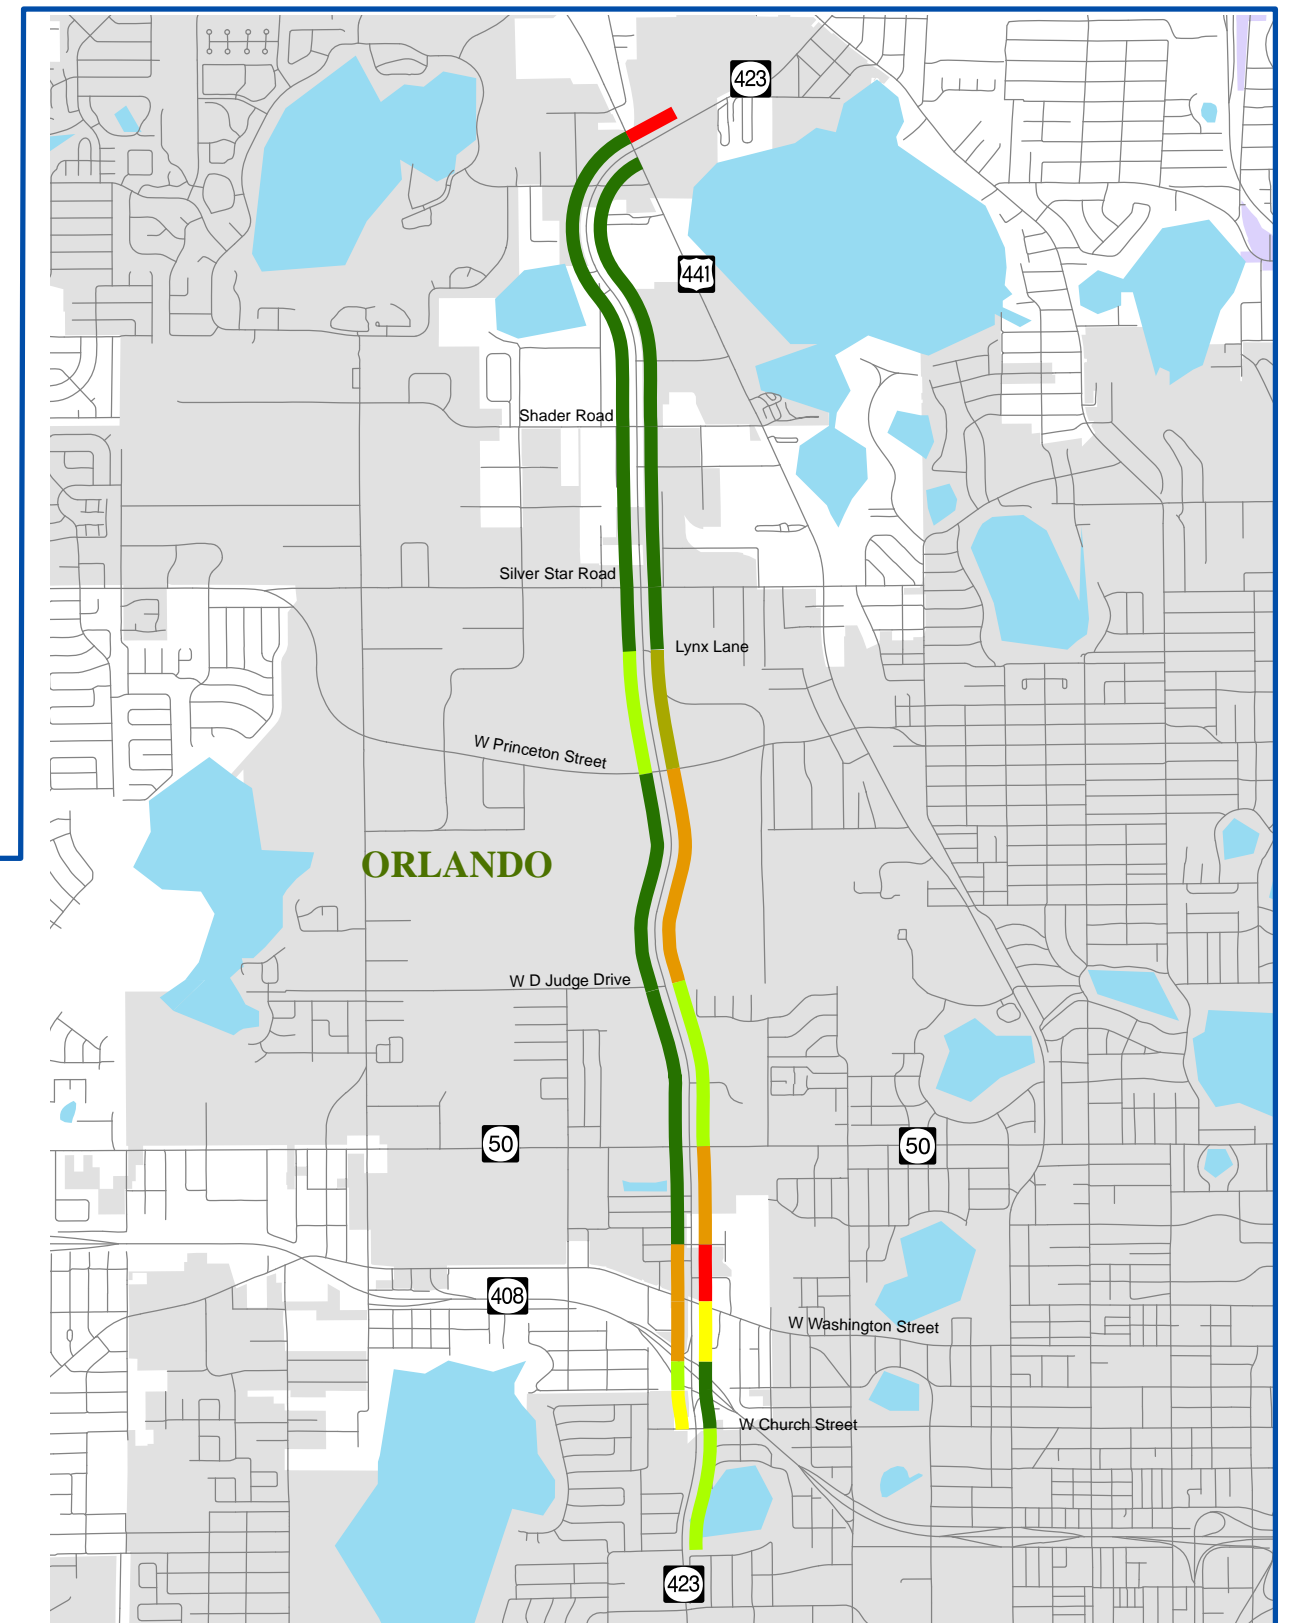 423
441
Shader Road
Silver Star Road
Lynx Lane
W Princeton Street
ORLANDO
W D Judge Drive
50
50
408
W Washington Street
W Church Street
423